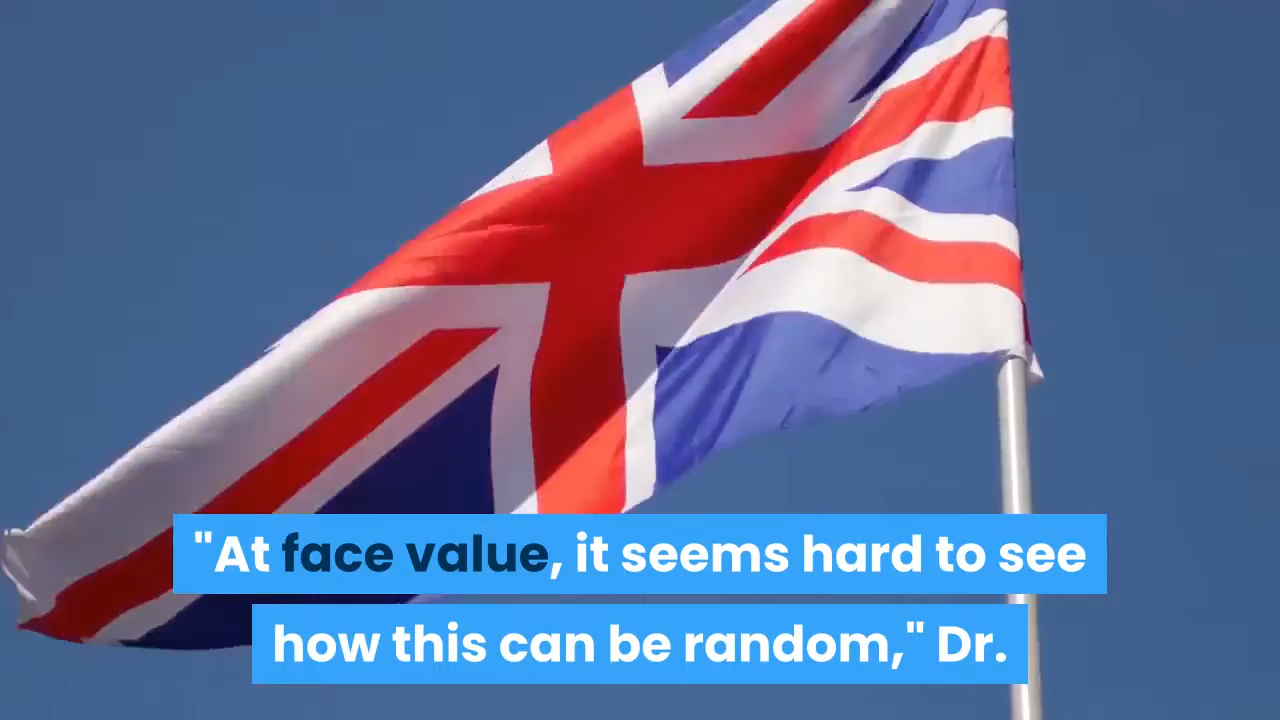 "At face value, it seems hard to see
how this can be random," Dr.